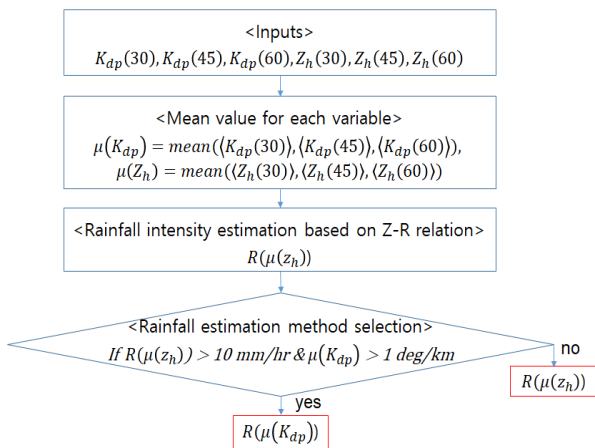 <Inputs>
K_dp(30), K_dp(45), K_dp(60), Z_h(30), Z_h(45), Z_h(60)
<Mean value for each variable>
μ(K_dp) = mean(⟨K_dp(30)⟩, ⟨K_dp(45)⟩, ⟨K_dp(60)⟩),
μ(Z_h) = mean(⟨Z_h(30)⟩, ⟨Z_h(45)⟩, ⟨Z_h(60)⟩)
<Rainfall intensity estimation based on Z-R relation>
R(μ(z_h))
<Rainfall estimation method selection>
If R(μ(z_h)) > 10 mm/hr & μ(K_dp) > 1 deg/km
no
R(μ(z_h))
yes
R(μ(K_dp))